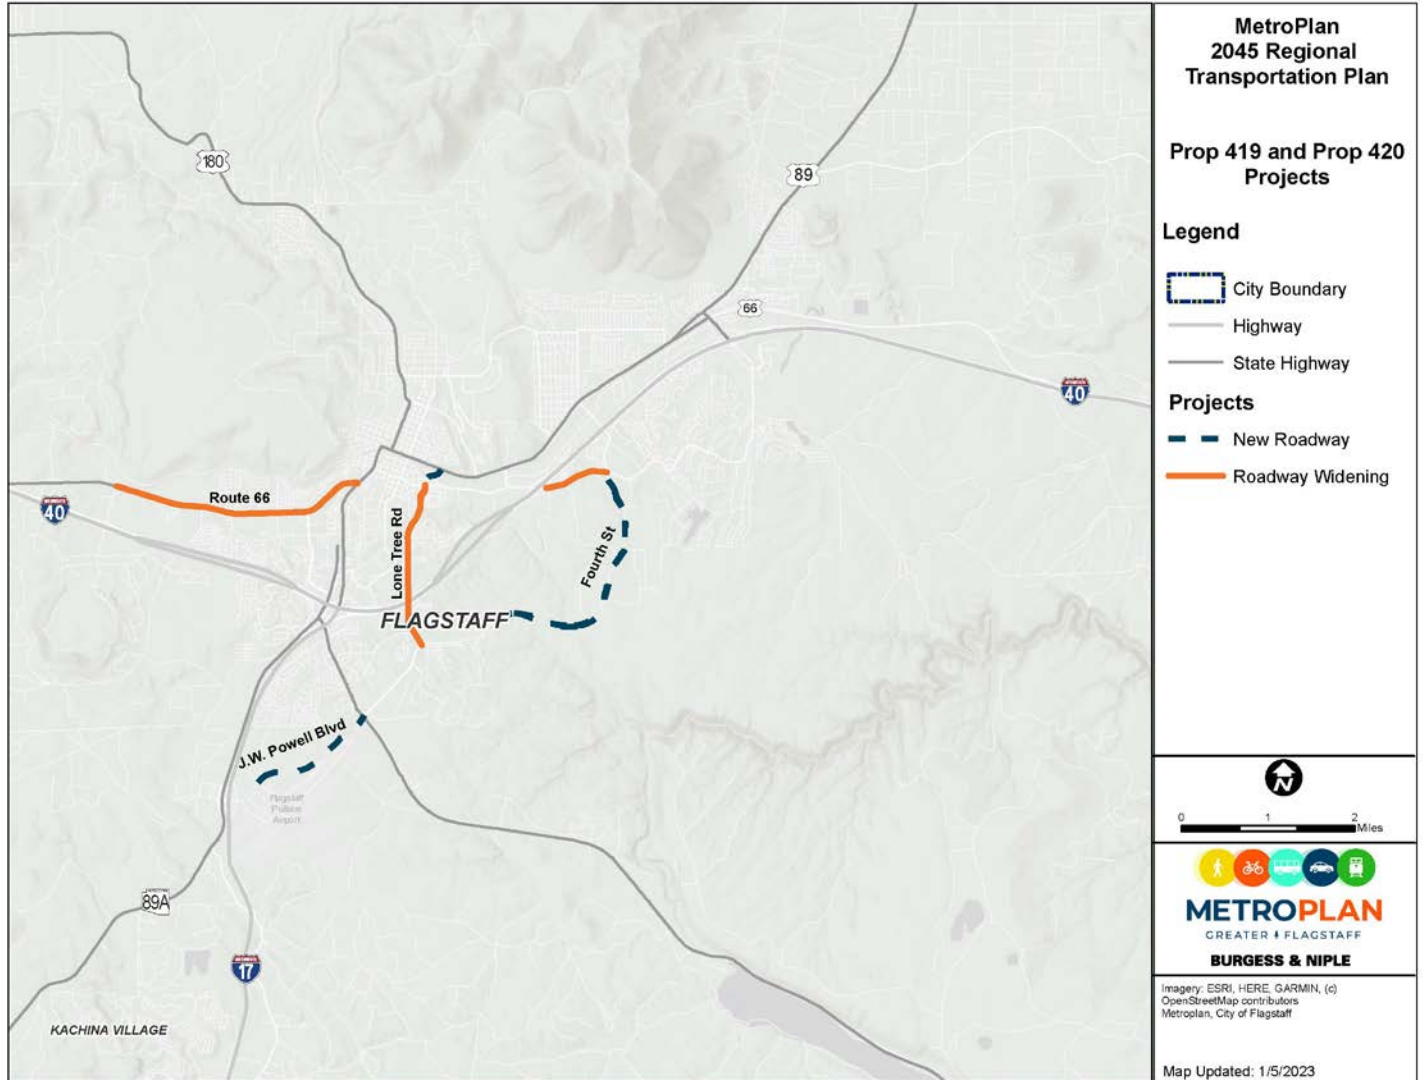 180
89
66
40
Route 66
40
Lone Tree Rd
Fourth St
FLAGSTAFF
J.W. Powell Blvd
Flagstaff
Pulliam
Airport
89A
17
KACHINA VILLAGE
MetroPlan
2045 Regional
Transportation Plan
Prop 419 and Prop 420
Projects
Legend
City Boundary
Highway
State Highway
Projects
New Roadway
Roadway Widening
N
0 1 2
Miles
METROPLAN
GREATER FLAGSTAFF
BURGESS & NIPLE
Imagery: ESRI, HERE, GARMIN, (c)
OpenStreetMap contributors
Metroplan, City of Flagstaff
Map Updated: 1/5/2023